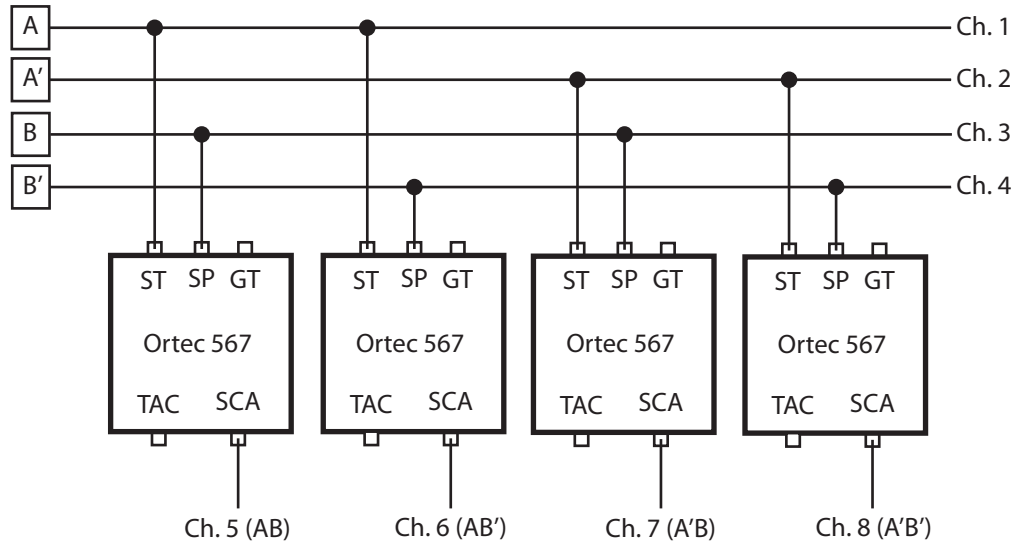 A Ch. 1
A’ Ch. 2
B Ch. 3
B’ Ch. 4
ST SP GT ST SP GT ST SP GT ST SP GT
Ortec 567 Ortec 567 Ortec 567 Ortec 567
TAC SCA TAC SCA TAC SCA TAC SCA
Ch. 5 (AB) Ch. 6 (AB’) Ch. 7 (A’B) Ch. 8 (A’B’)